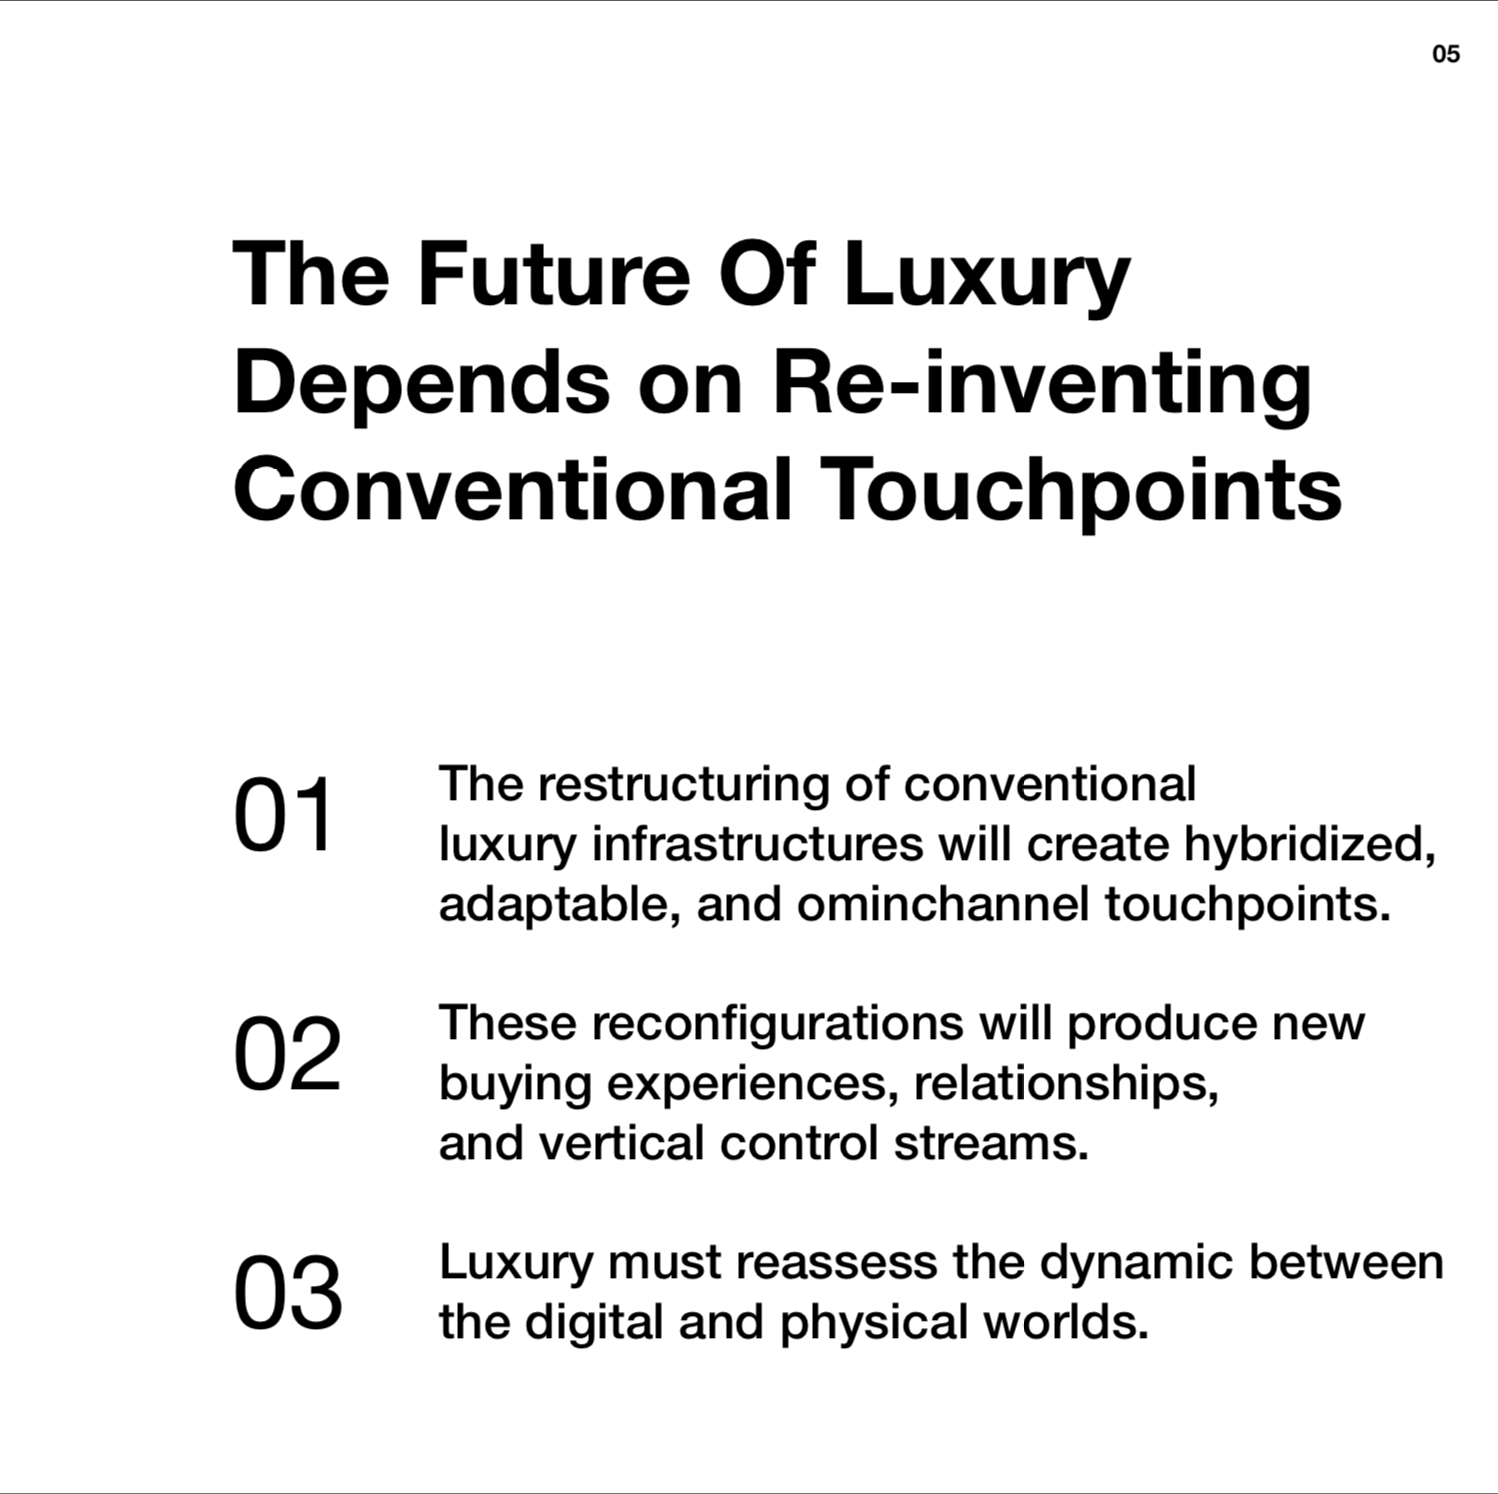 05
The Future Of Luxury
Depends on Re-inventing
Conventional Touchpoints
01
The restructuring of conventional
luxury infrastructures will create hybridized,
adaptable, and ominchannel touchpoints.
02
These reconfigurations will produce new
buying experiences, relationships,
and vertical control streams.
03
Luxury must reassess the dynamic between
the digital and physical worlds.